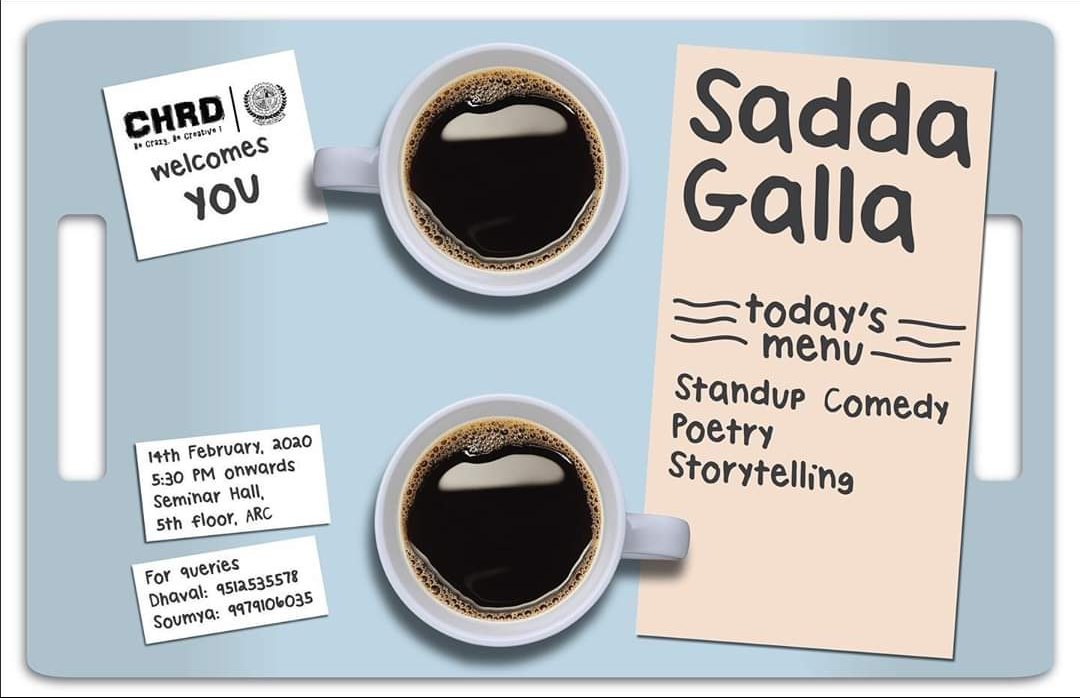 CHRD
Be Crazy, Be Creative !
welcomes
YOU
Sadda
Galla
today's
menu
Standup Comedy
Poetry
Storytelling
14th February, 2020
5:30 PM onwards
Seminar Hall,
5th floor, ARC
For queries
Dhaval: 9512535578
Soumya: 9979106035